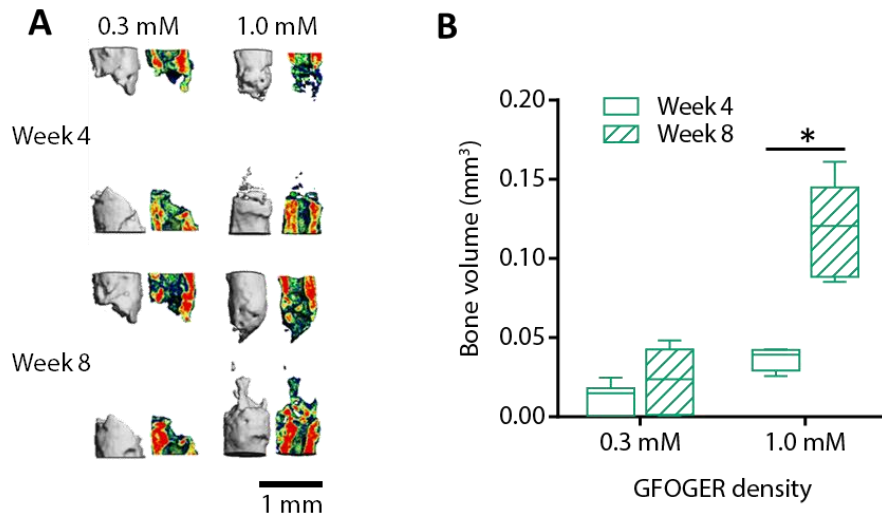 A
0.3 mM 1.0 mM
Week 4
Week 8
1 mm
B
Week 4
Week 8
*
Bone volume (mm³)
0.20
0.15
0.10
0.05
0.00
0.3 mM 1.0 mM
GFOGER density